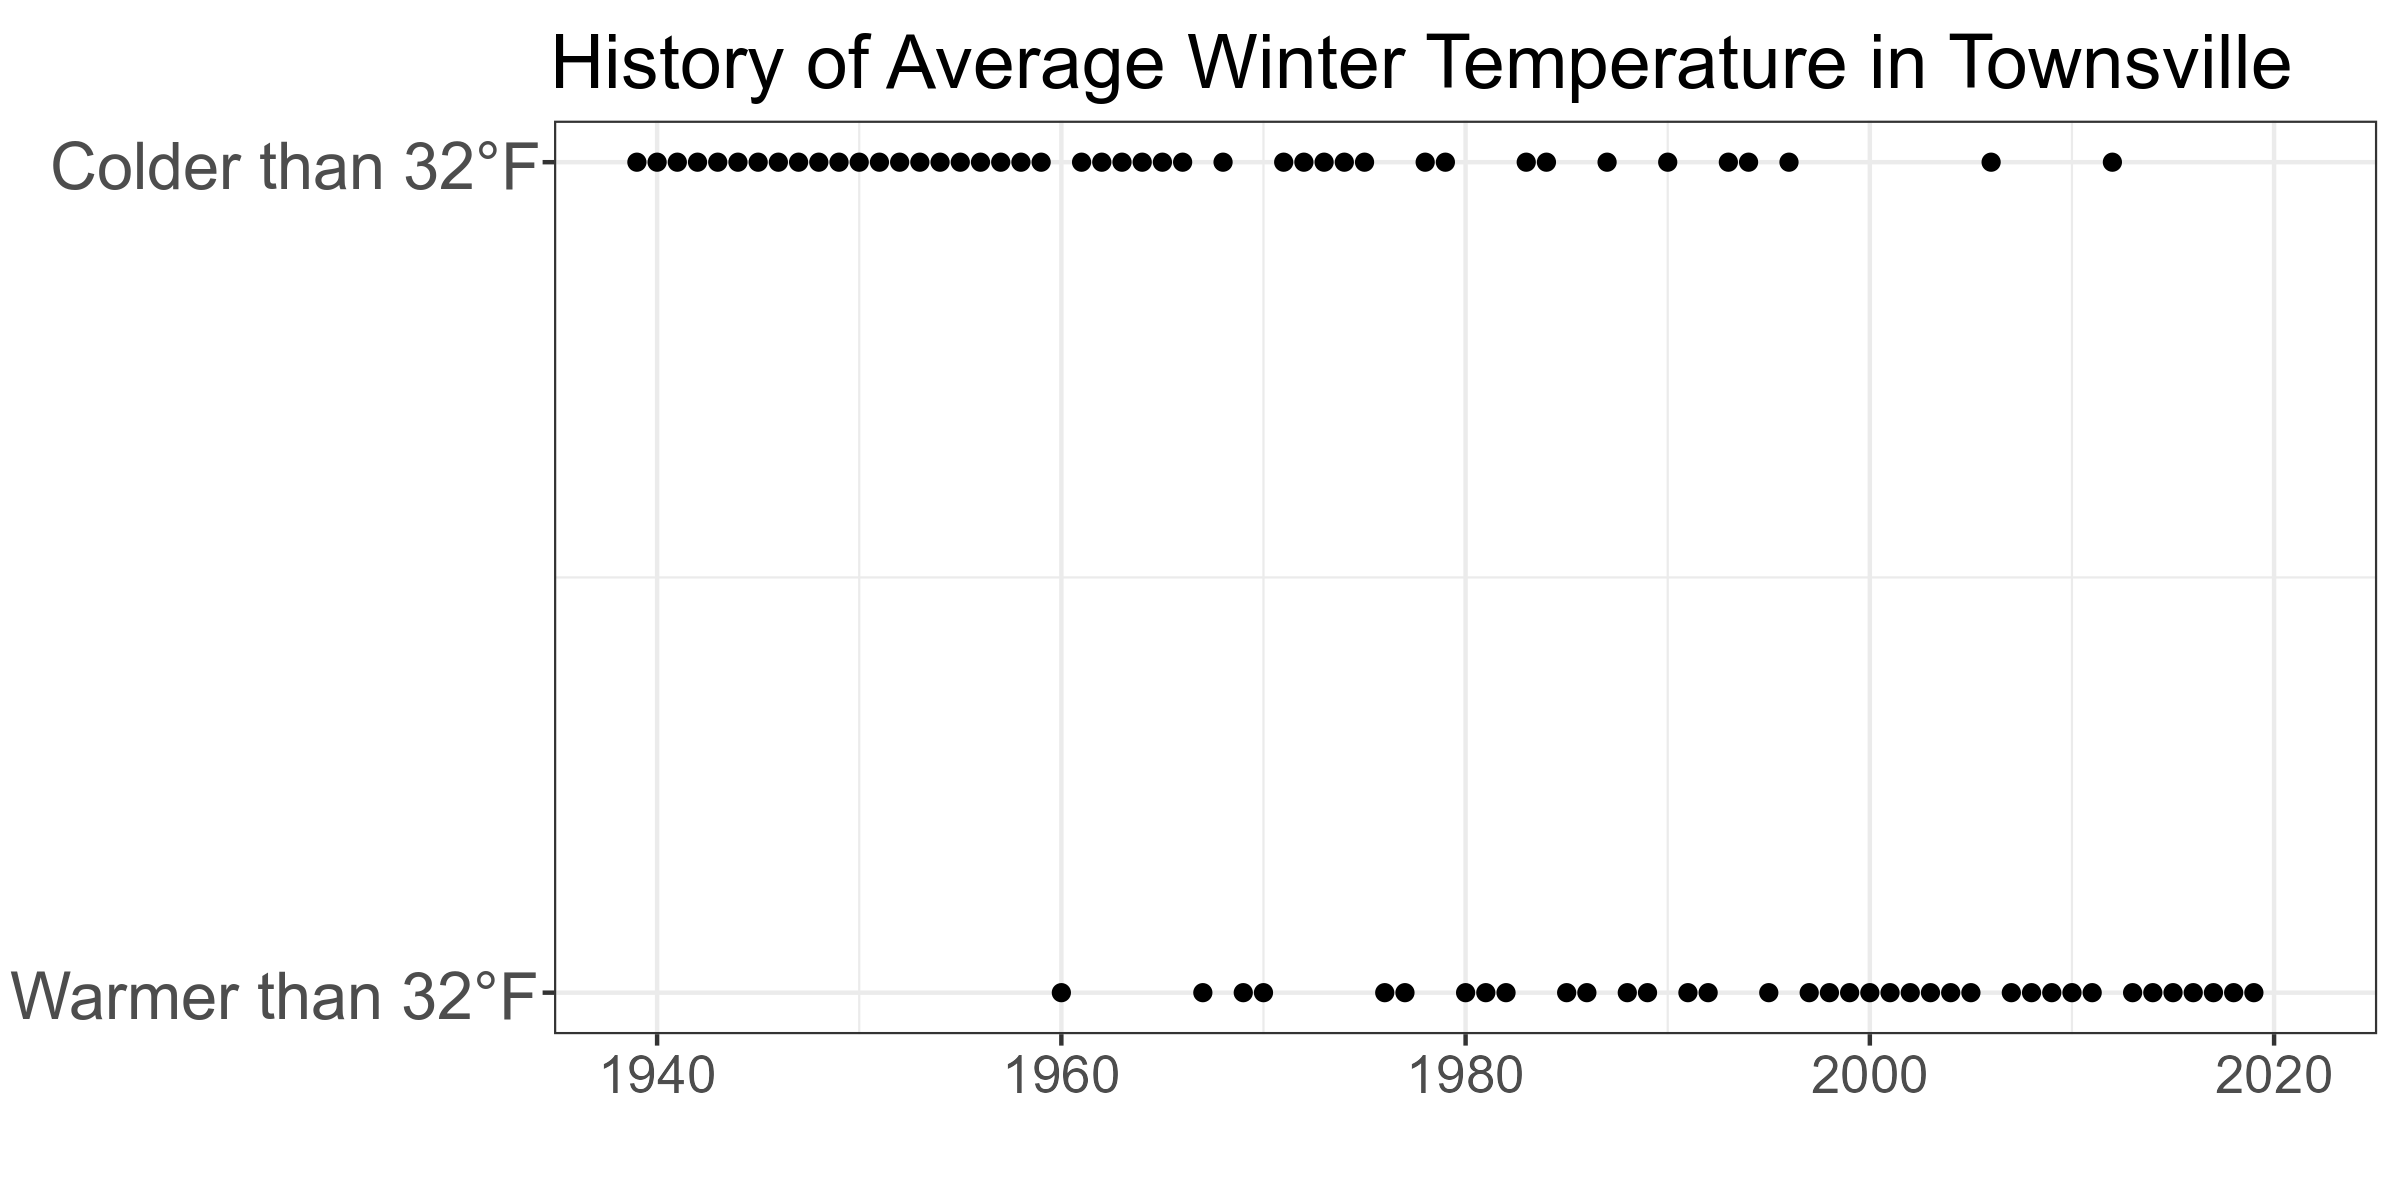 History of Average Winter Temperature in Townsville
Colder than 32°F
Warmer than 32°F
1940 1960 1980 2000 2020